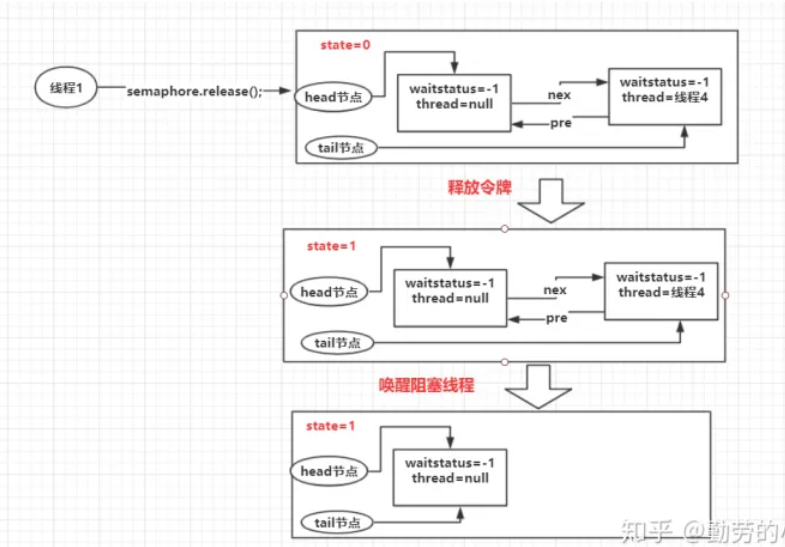 state=0
线程1
semaphore.release();
head节点
waitstatus=-1
thread=null
nex
pre
waitstatus=-1
thread=线程4
tail节点
释放令牌
state=1
head节点
waitstatus=-1
thread=null
nex
pre
waitstatus=-1
thread=线程4
tail节点
唤醒阻塞线程
state=1
head节点
waitstatus=-1
thread=null
tail节点
知乎 @勤劳的